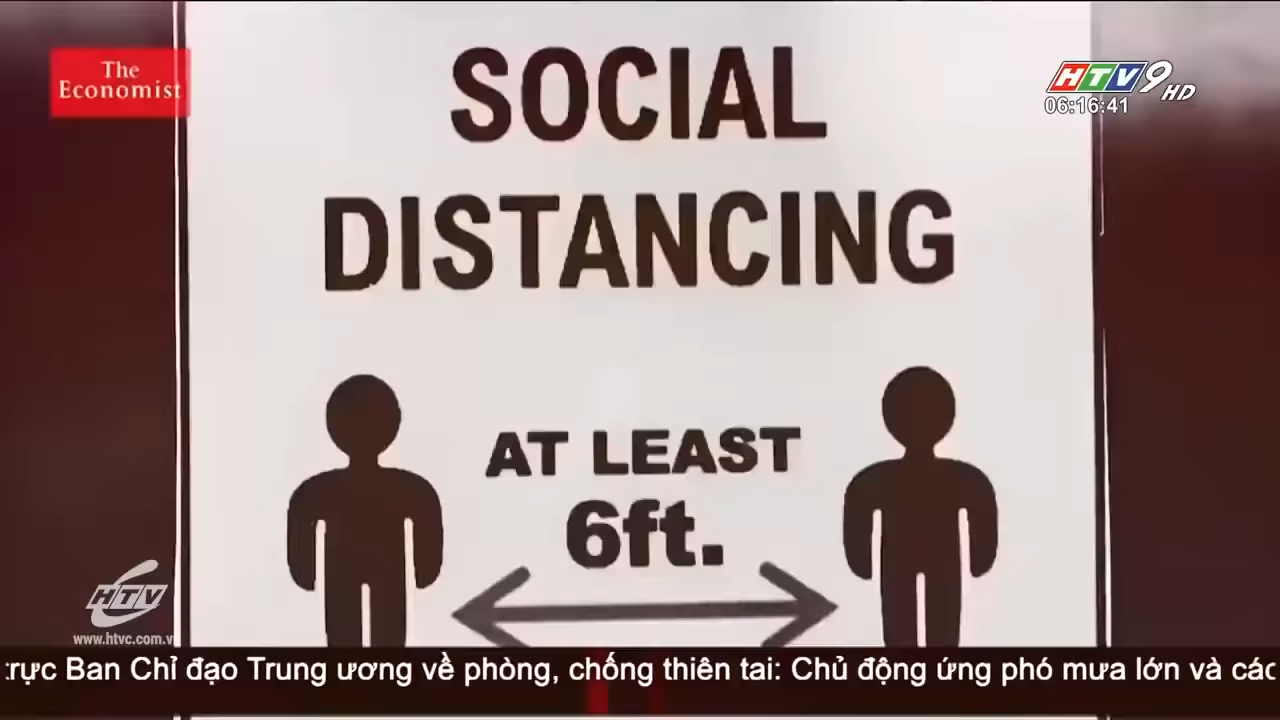 The
Economist
HTV9 HD
06:16:41
SOCIAL
DISTANCING
AT LEAST
6ft.
HTV
www.htvc.com.v
trực Ban Chỉ đạo Trung ương về phòng, chống thiên tai: Chủ động ứng phó mưa lớn và các